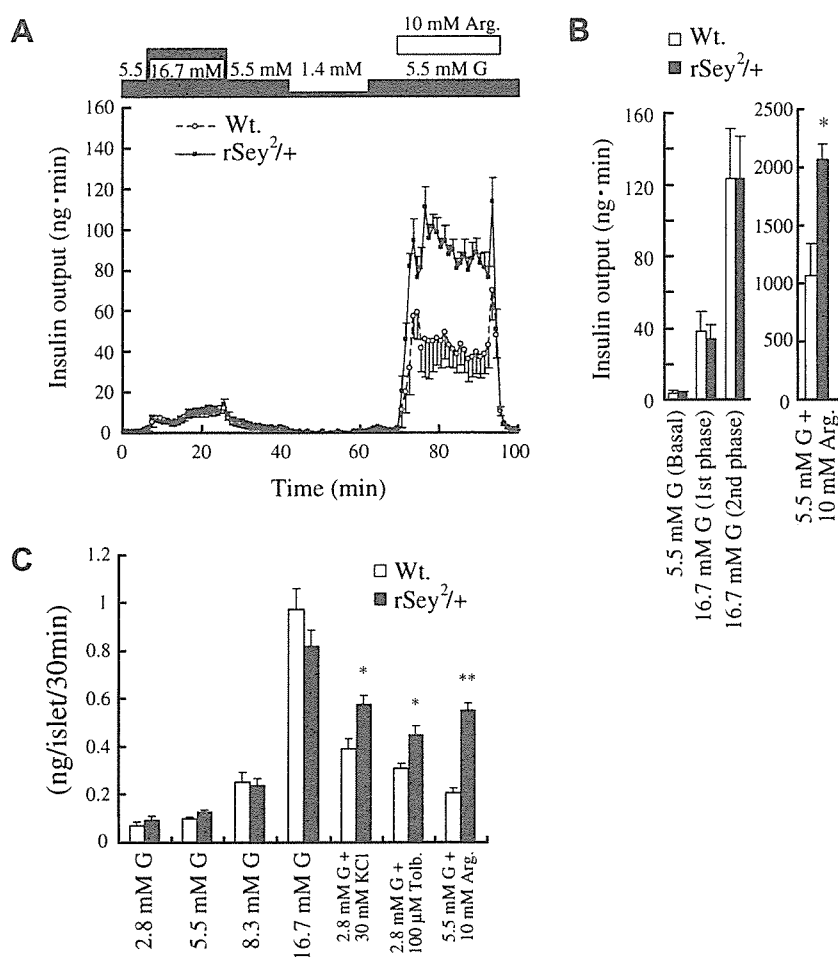 A
10 mM Arg.
5.5
16.7 mM
5.5 mM
1.4 mM
5.5 mM G
Insulin output (ng・min)
160
140
120
100
80
60
40
20
0
Wt.
rSey²/+
0
20
40
60
80
100
Time (min)
B
Wt.
rSey²/+
Insulin output (ng・min)
160
120
80
40
0
2500
2000
1500
1000
500
0
*
5.5 mM G (Basal)
16.7 mM G (1st phase)
16.7 mM G (2nd phase)
5.5 mM G +
10 mM Arg.
C
Wt.
rSey²/+
(ng/islet/30min)
1.2
1
0.8
0.6
0.4
0.2
0
*
*
**
2.8 mM G
5.5 mM G
8.3 mM G
16.7 mM G
2.8 mM G +
30 mM KCl
2.8 mM G +
100 μM Tolb.
5.5 mM G +
10 mM Arg.